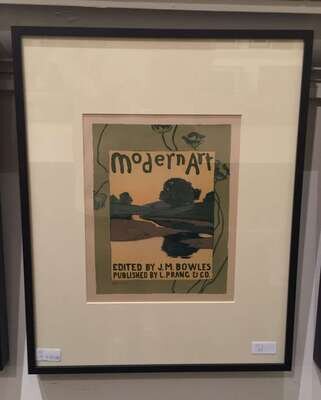 Modern Art
EDITED BY J.M. BOWLES
PUBLISHED BY L. PRANG & CO.